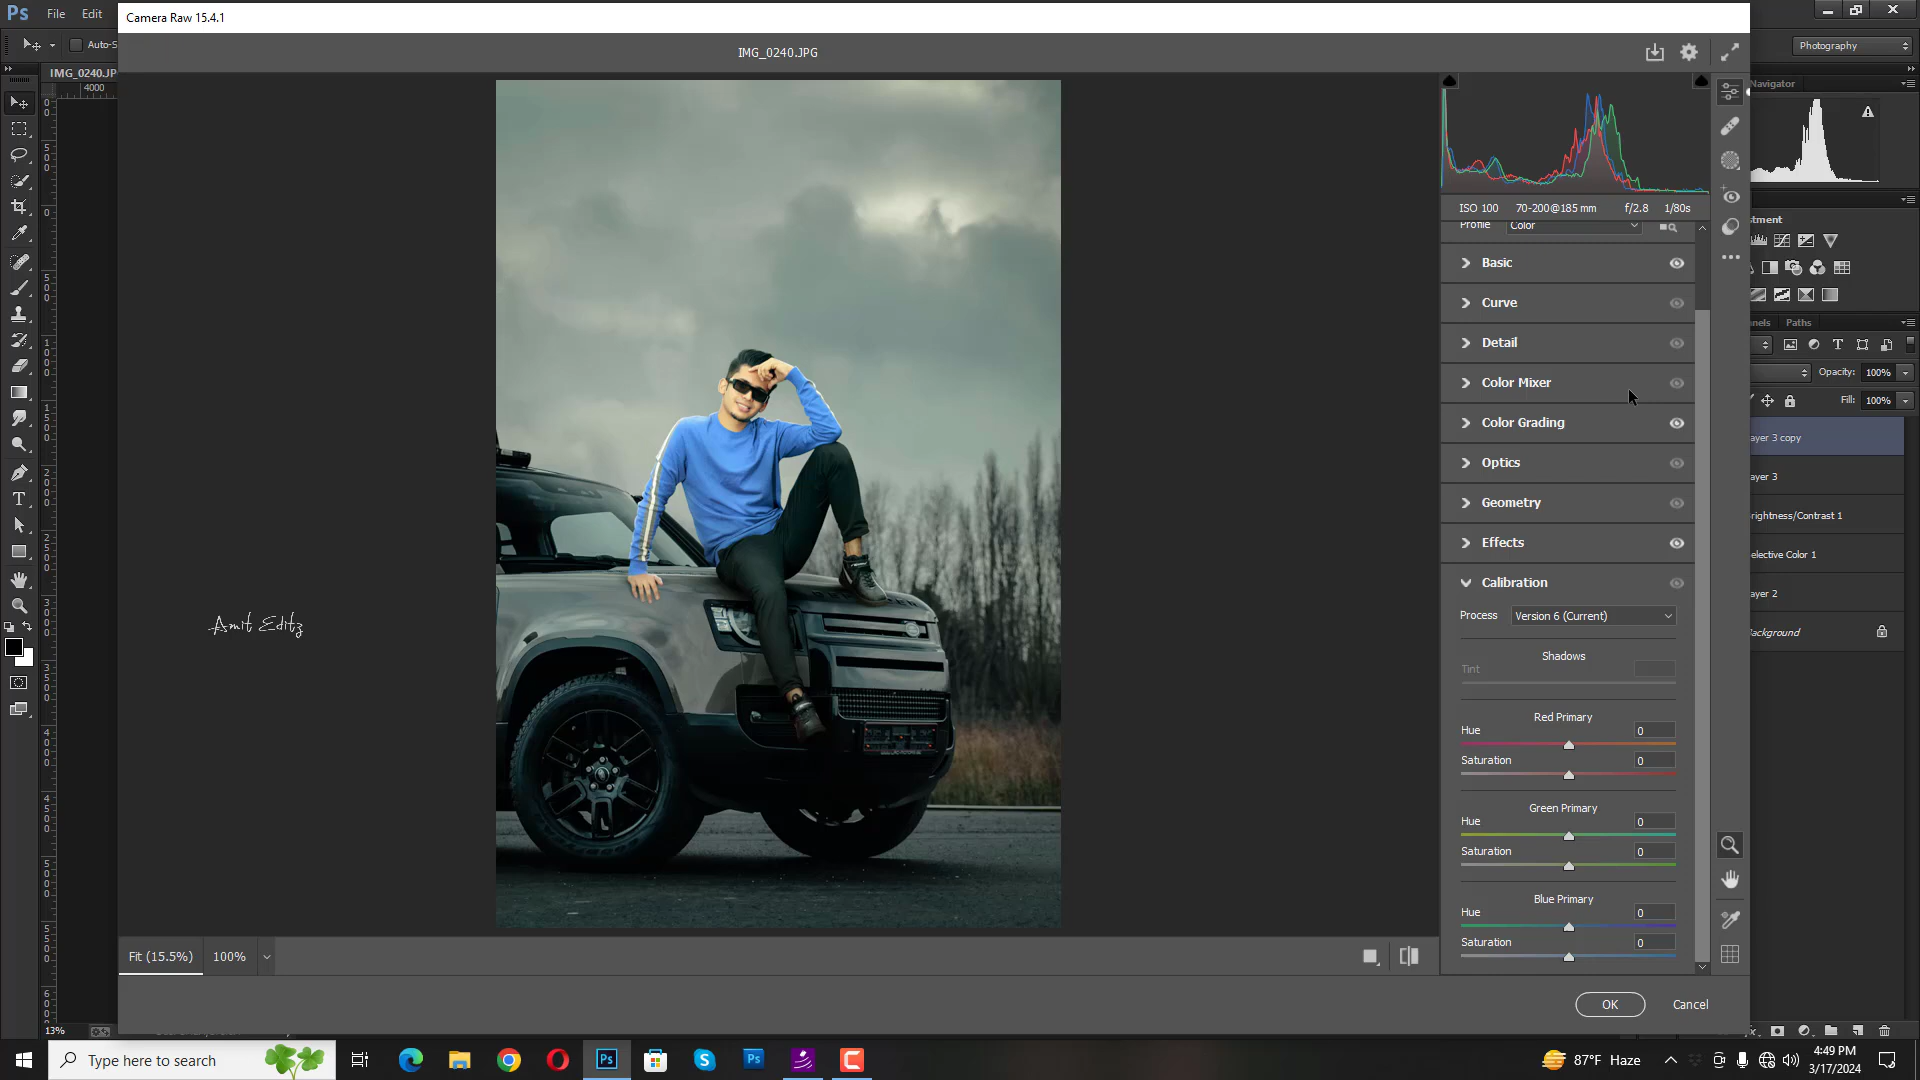 Ps File Edit
Camera Raw 15.4.1
IMG_0240.JPG
Auto-S
Photography
IMG_0240.JP
4000
Navigator
ISO 100 70-200@185 mm f/2.8 1/80s
Profile Color
Basic
Curve
Detail
Color Mixer
Color Grading
Optics
Geometry
Effects
Calibration
Process Version 6 (Current)
Shadows
Tint
Red Primary
Hue 0
Saturation 0
Green Primary
Hue 0
Saturation 0
Blue Primary
Hue 0
Saturation 0
stment
nels Paths
Opacity: 100%
Fill: 100%
ayer 3 copy
ayer 3
rightness/Contrast 1
elective Color 1
ayer 2
Background
Amit Editz
Fit (15.5%) 100%
OK Cancel
13%
Type here to search
87°F Haze
4:49 PM
3/17/2024